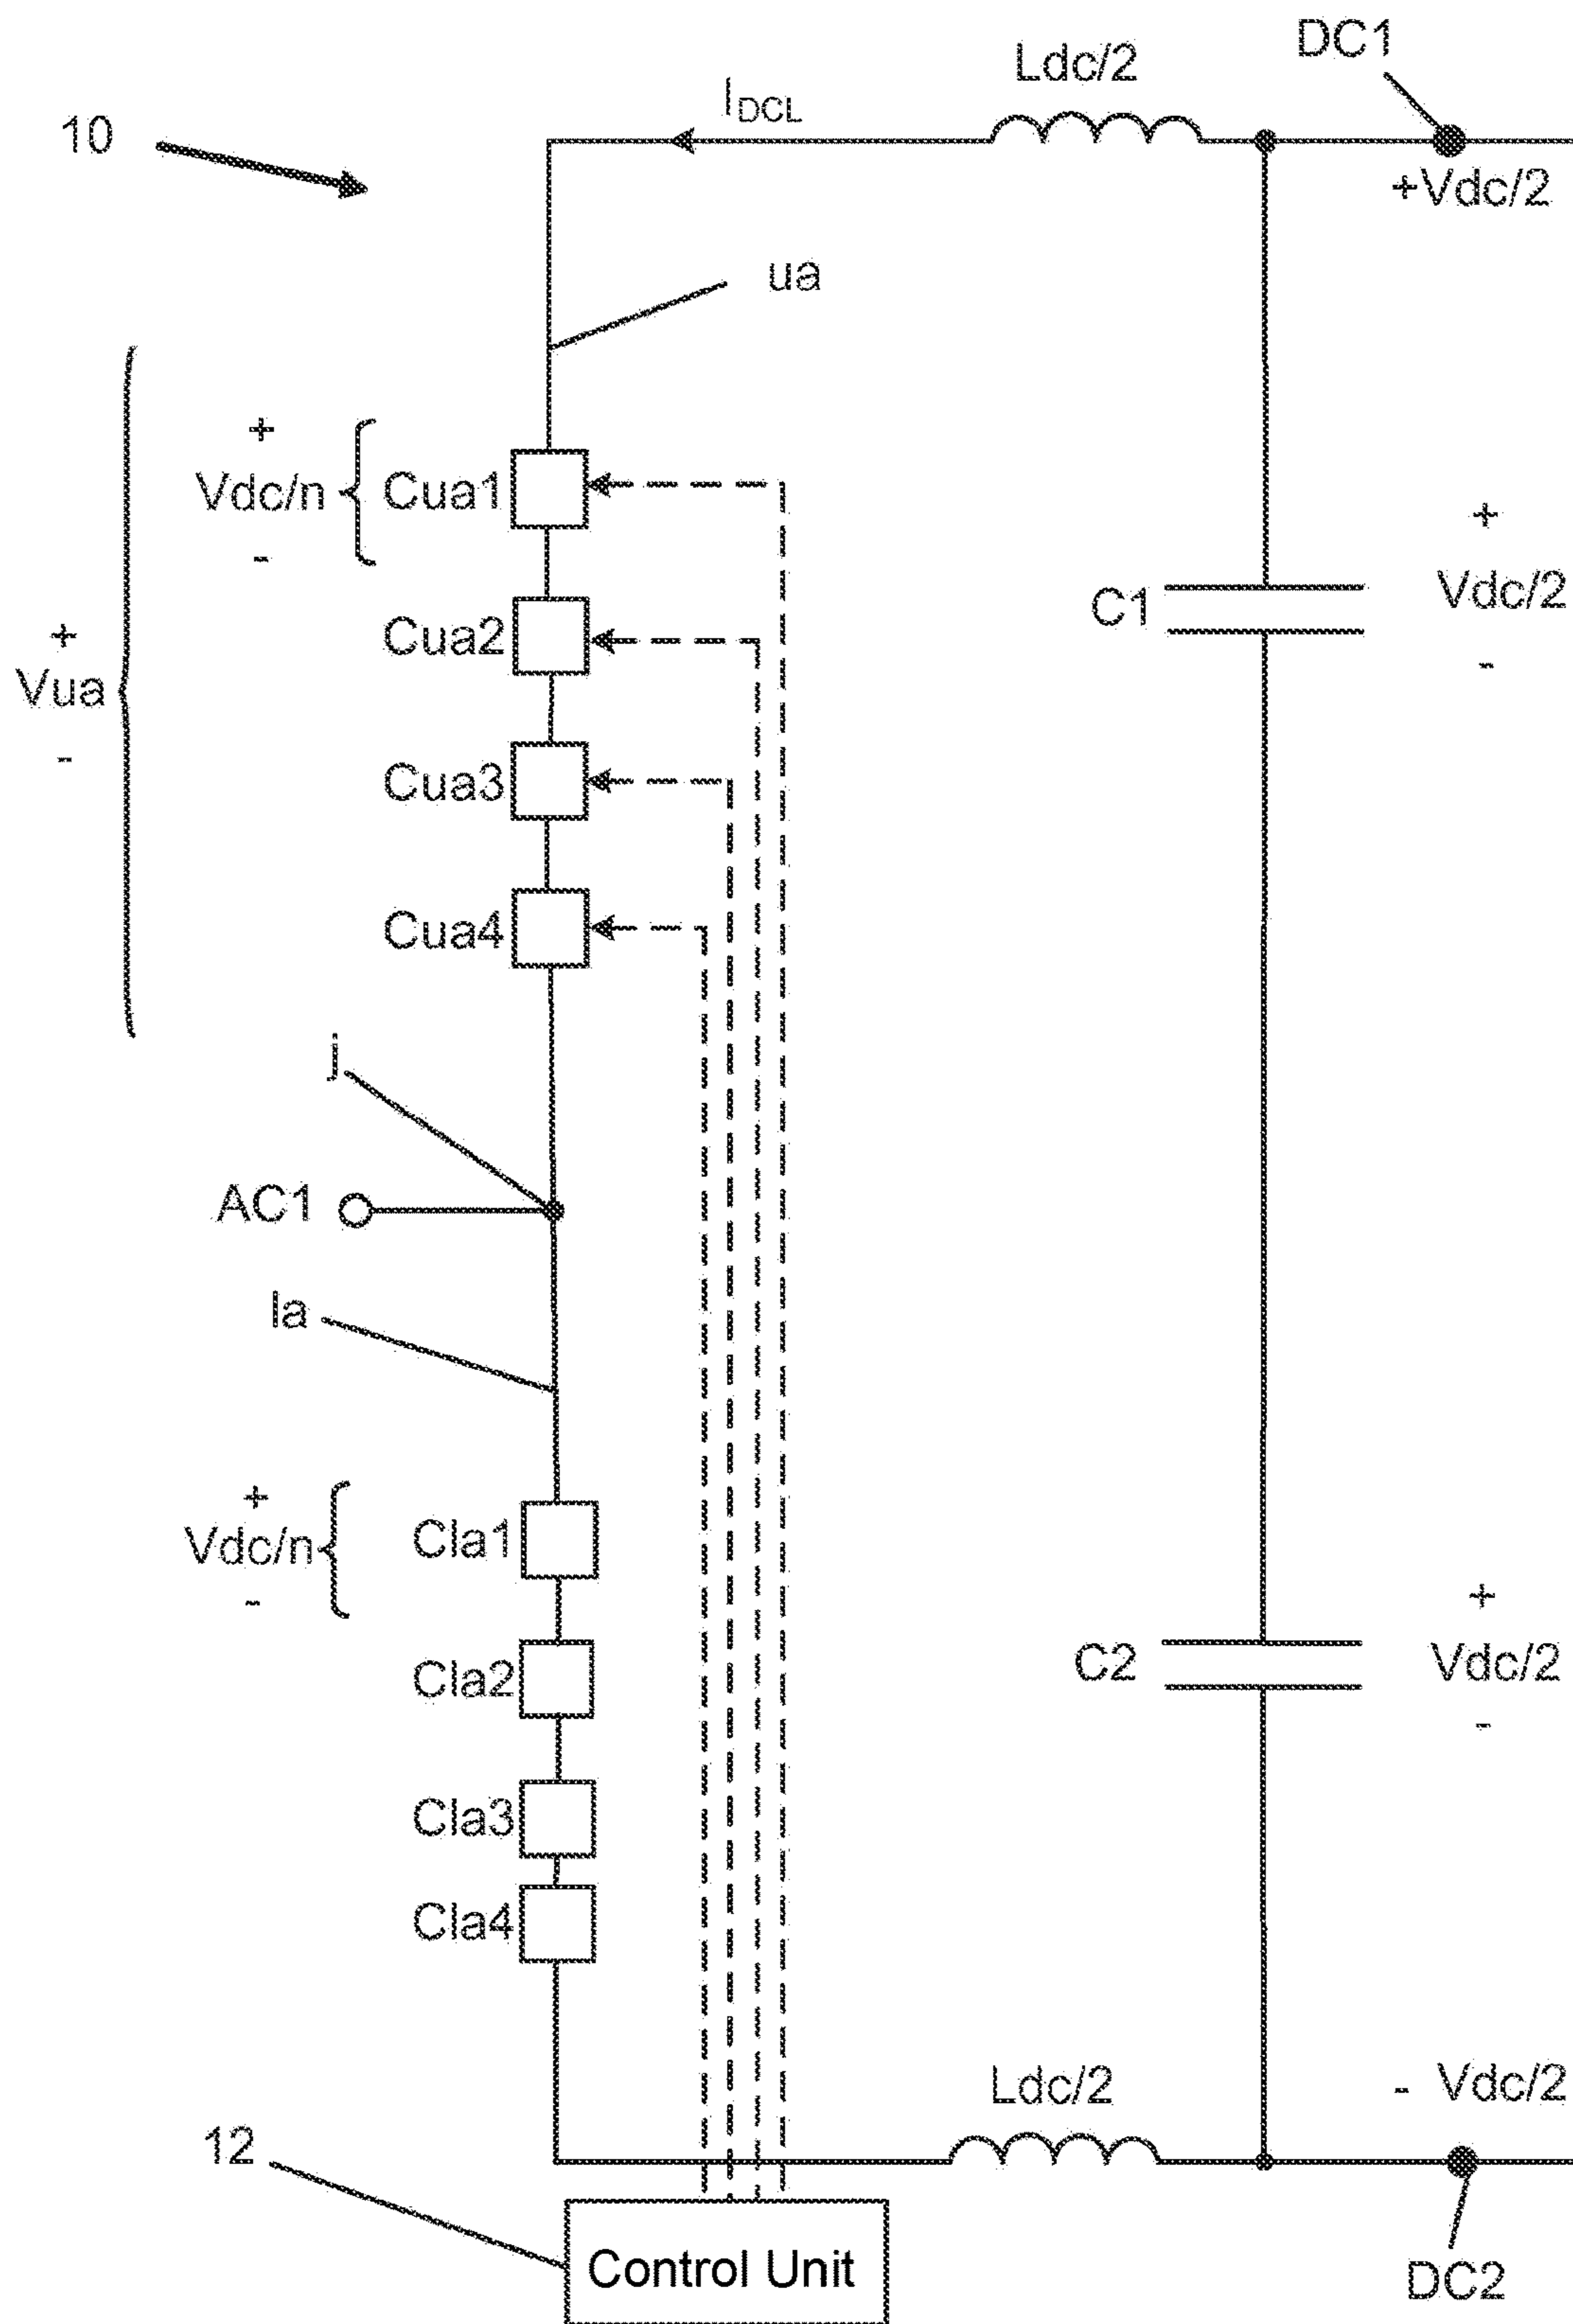 DC1
Ldc/2
I_DCL
10
+Vdc/2
ua
+
Vdc/n
-
Cua1
+
Vdc/2
-
C1
Cua2
+
Vua
-
Cua3
Cua4
j
AC1
la
+
Vdc/n
-
Cla1
Cla2
C2
+
Vdc/2
-
Cla3
Cla4
Ldc/2
- Vdc/2
12
Control Unit
DC2